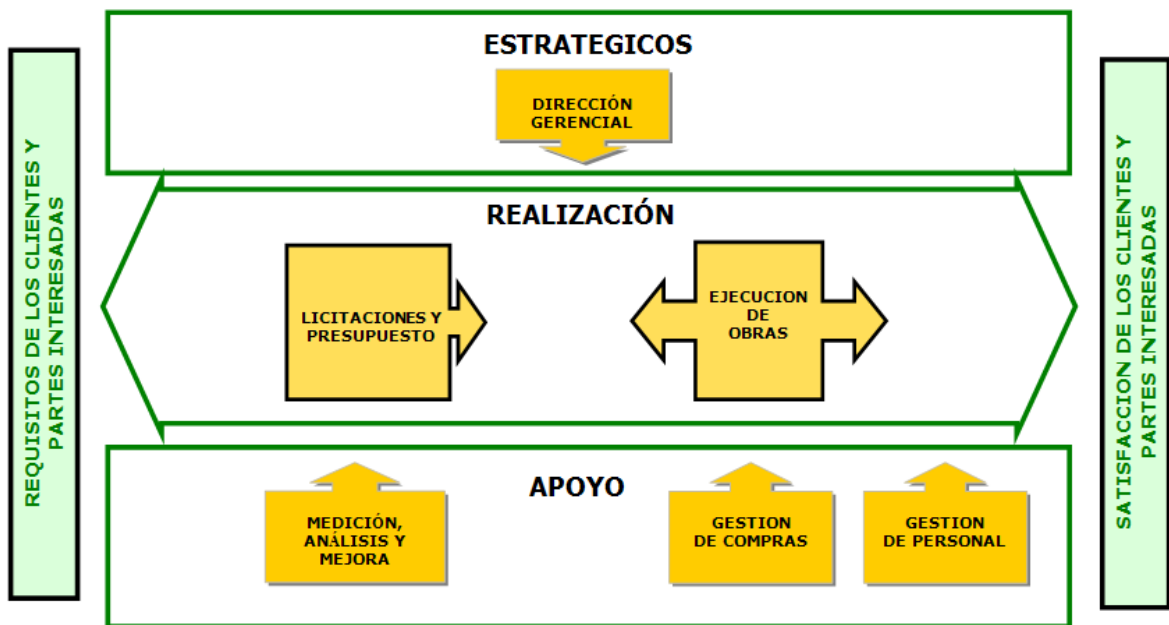 REQUISITOS DE LOS CLIENTES Y
PARTES INTERESADAS
ESTRATEGICOS
DIRECCIÓN
GERENCIAL
REALIZACIÓN
LICITACIONES Y
PRESUPUESTO
EJECUCION
DE
OBRAS
APOYO
MEDICIÓN,
ANÁLISIS Y
MEJORA
GESTION
DE COMPRAS
GESTION
DE PERSONAL
SATISFACCION DE LOS CLIENTES Y
PARTES INTERESADAS